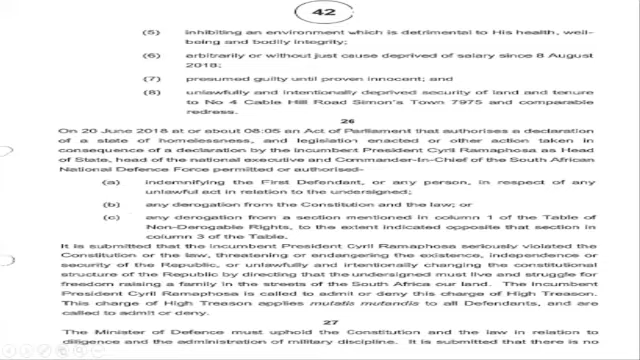 42
(5) inhibiting an environment which is detrimental to His health, well-
being and bodily integrity;
(6) arbitrarily or without just cause deprived of salary since 8 August
2018;
(7) presumed guilty until proven innocent; and
(8) unlawfully and intentionally deprived security of land and tenure
to No 4 Cable Hill Road Simon's Town 7975 and comparable
redress.
26
On 20 June 2018 at or about 08:05 an Act of Parliament that authorises a declaration
of a state of homelessness, and legislation enacted or other action taken in
consequence of a declaration by the incumbent President Cyril Ramaphosa as Head
of State, head of the national executive and Commander-in-Chief of the South African
National Defence Force permitted or authorised-
(a) indemnifying the First Defendant, or any person, in respect of any
unlawful act in relation to the undersigned;
(b) any derogation from the Constitution and the law; or
(c) any derogation from a section mentioned in column 1 of the Table of
Non-Derogable Rights, to the extent indicated opposite that section in
column 3 of the Table.
It is submitted that the incumbent President Cyril Ramaphosa seriously violated the
Constitution or the law, threatening or endangering the existence, independence or
security of the Republic, or unlawfully and intentionally changing the constitutional
structure of the Republic by directing that the undersigned must live and struggle for
freedom raising a family in the streets of the South Africa our land. The incumbent
President Cyril Ramaphosa is called to admit or deny this charge of High Treason.
This charge of High Treason applies mutatis mutandis to all Defendants, and are
called to admit or deny.
27
The Minister of Defence must uphold the Constitution and the law in relation to
diligence and the administration of military discipline. It is submitted that there is no